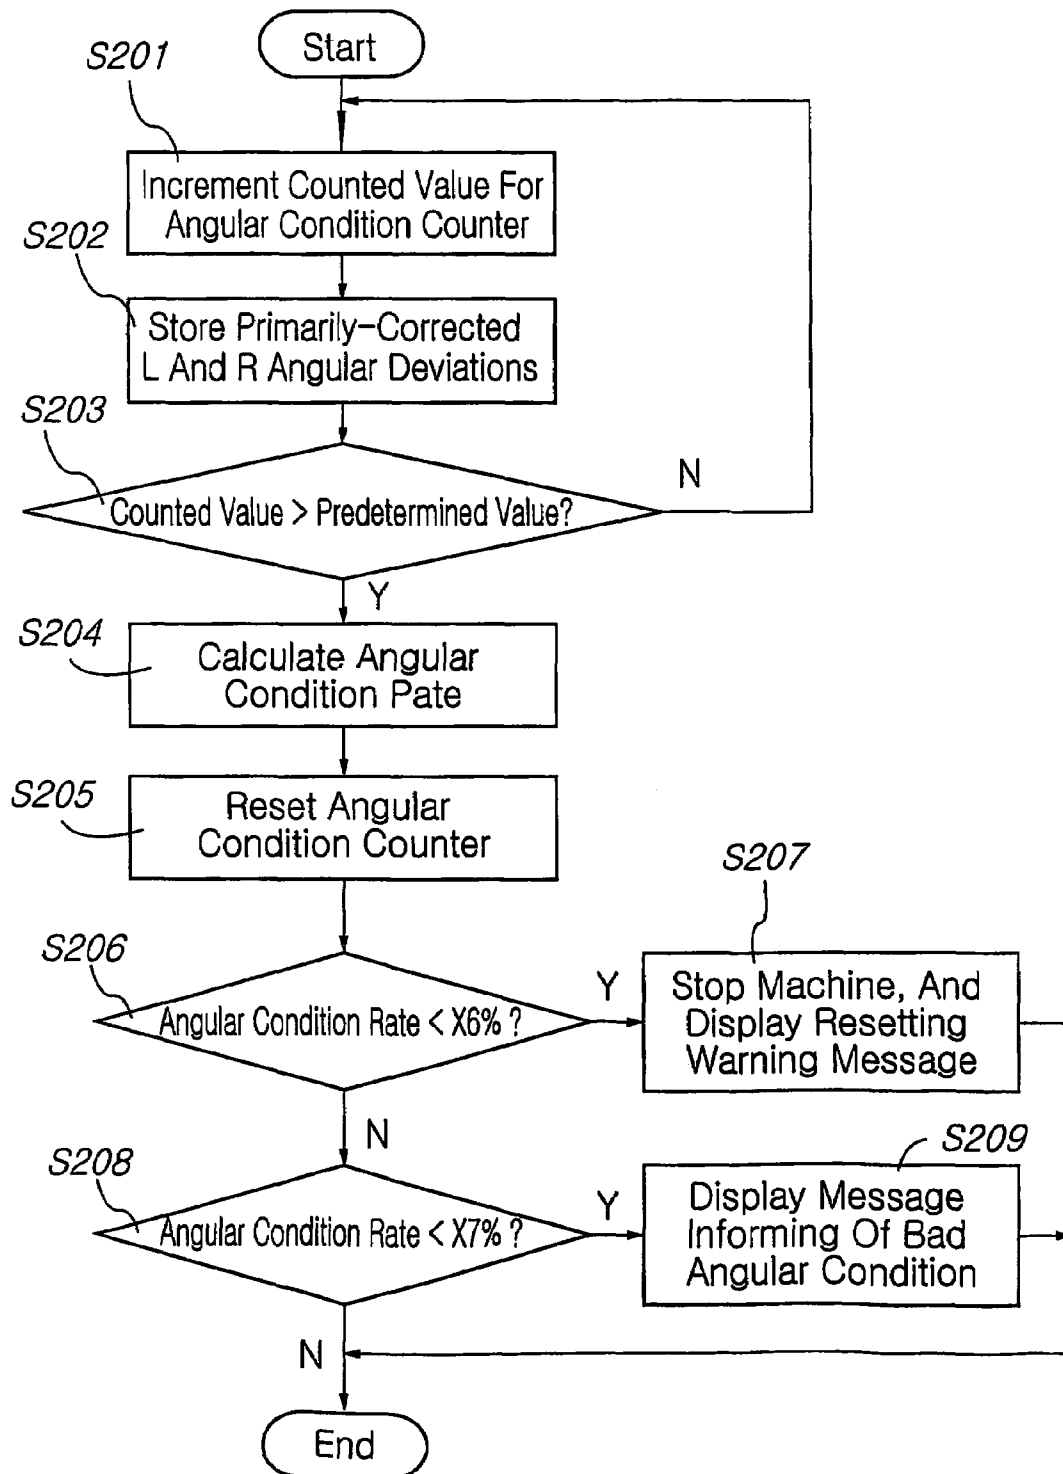 Start
S201
Increment Counted Value For
Angular Condition Counter
S202
Store Primarily-Corrected
L And R Angular Deviations
S203
Counted Value > Predetermined Value?
N
Y
S204
Calculate Angular
Condition Pate
S205
Reset Angular
Condition Counter
S206
Angular Condition Rate < X6% ?
Y
S207
Stop Machine, And
Display Resetting
Warning Message
N
S208
Angular Condition Rate < X7% ?
Y
S209
Display Message
Informing Of Bad
Angular Condition
N
End